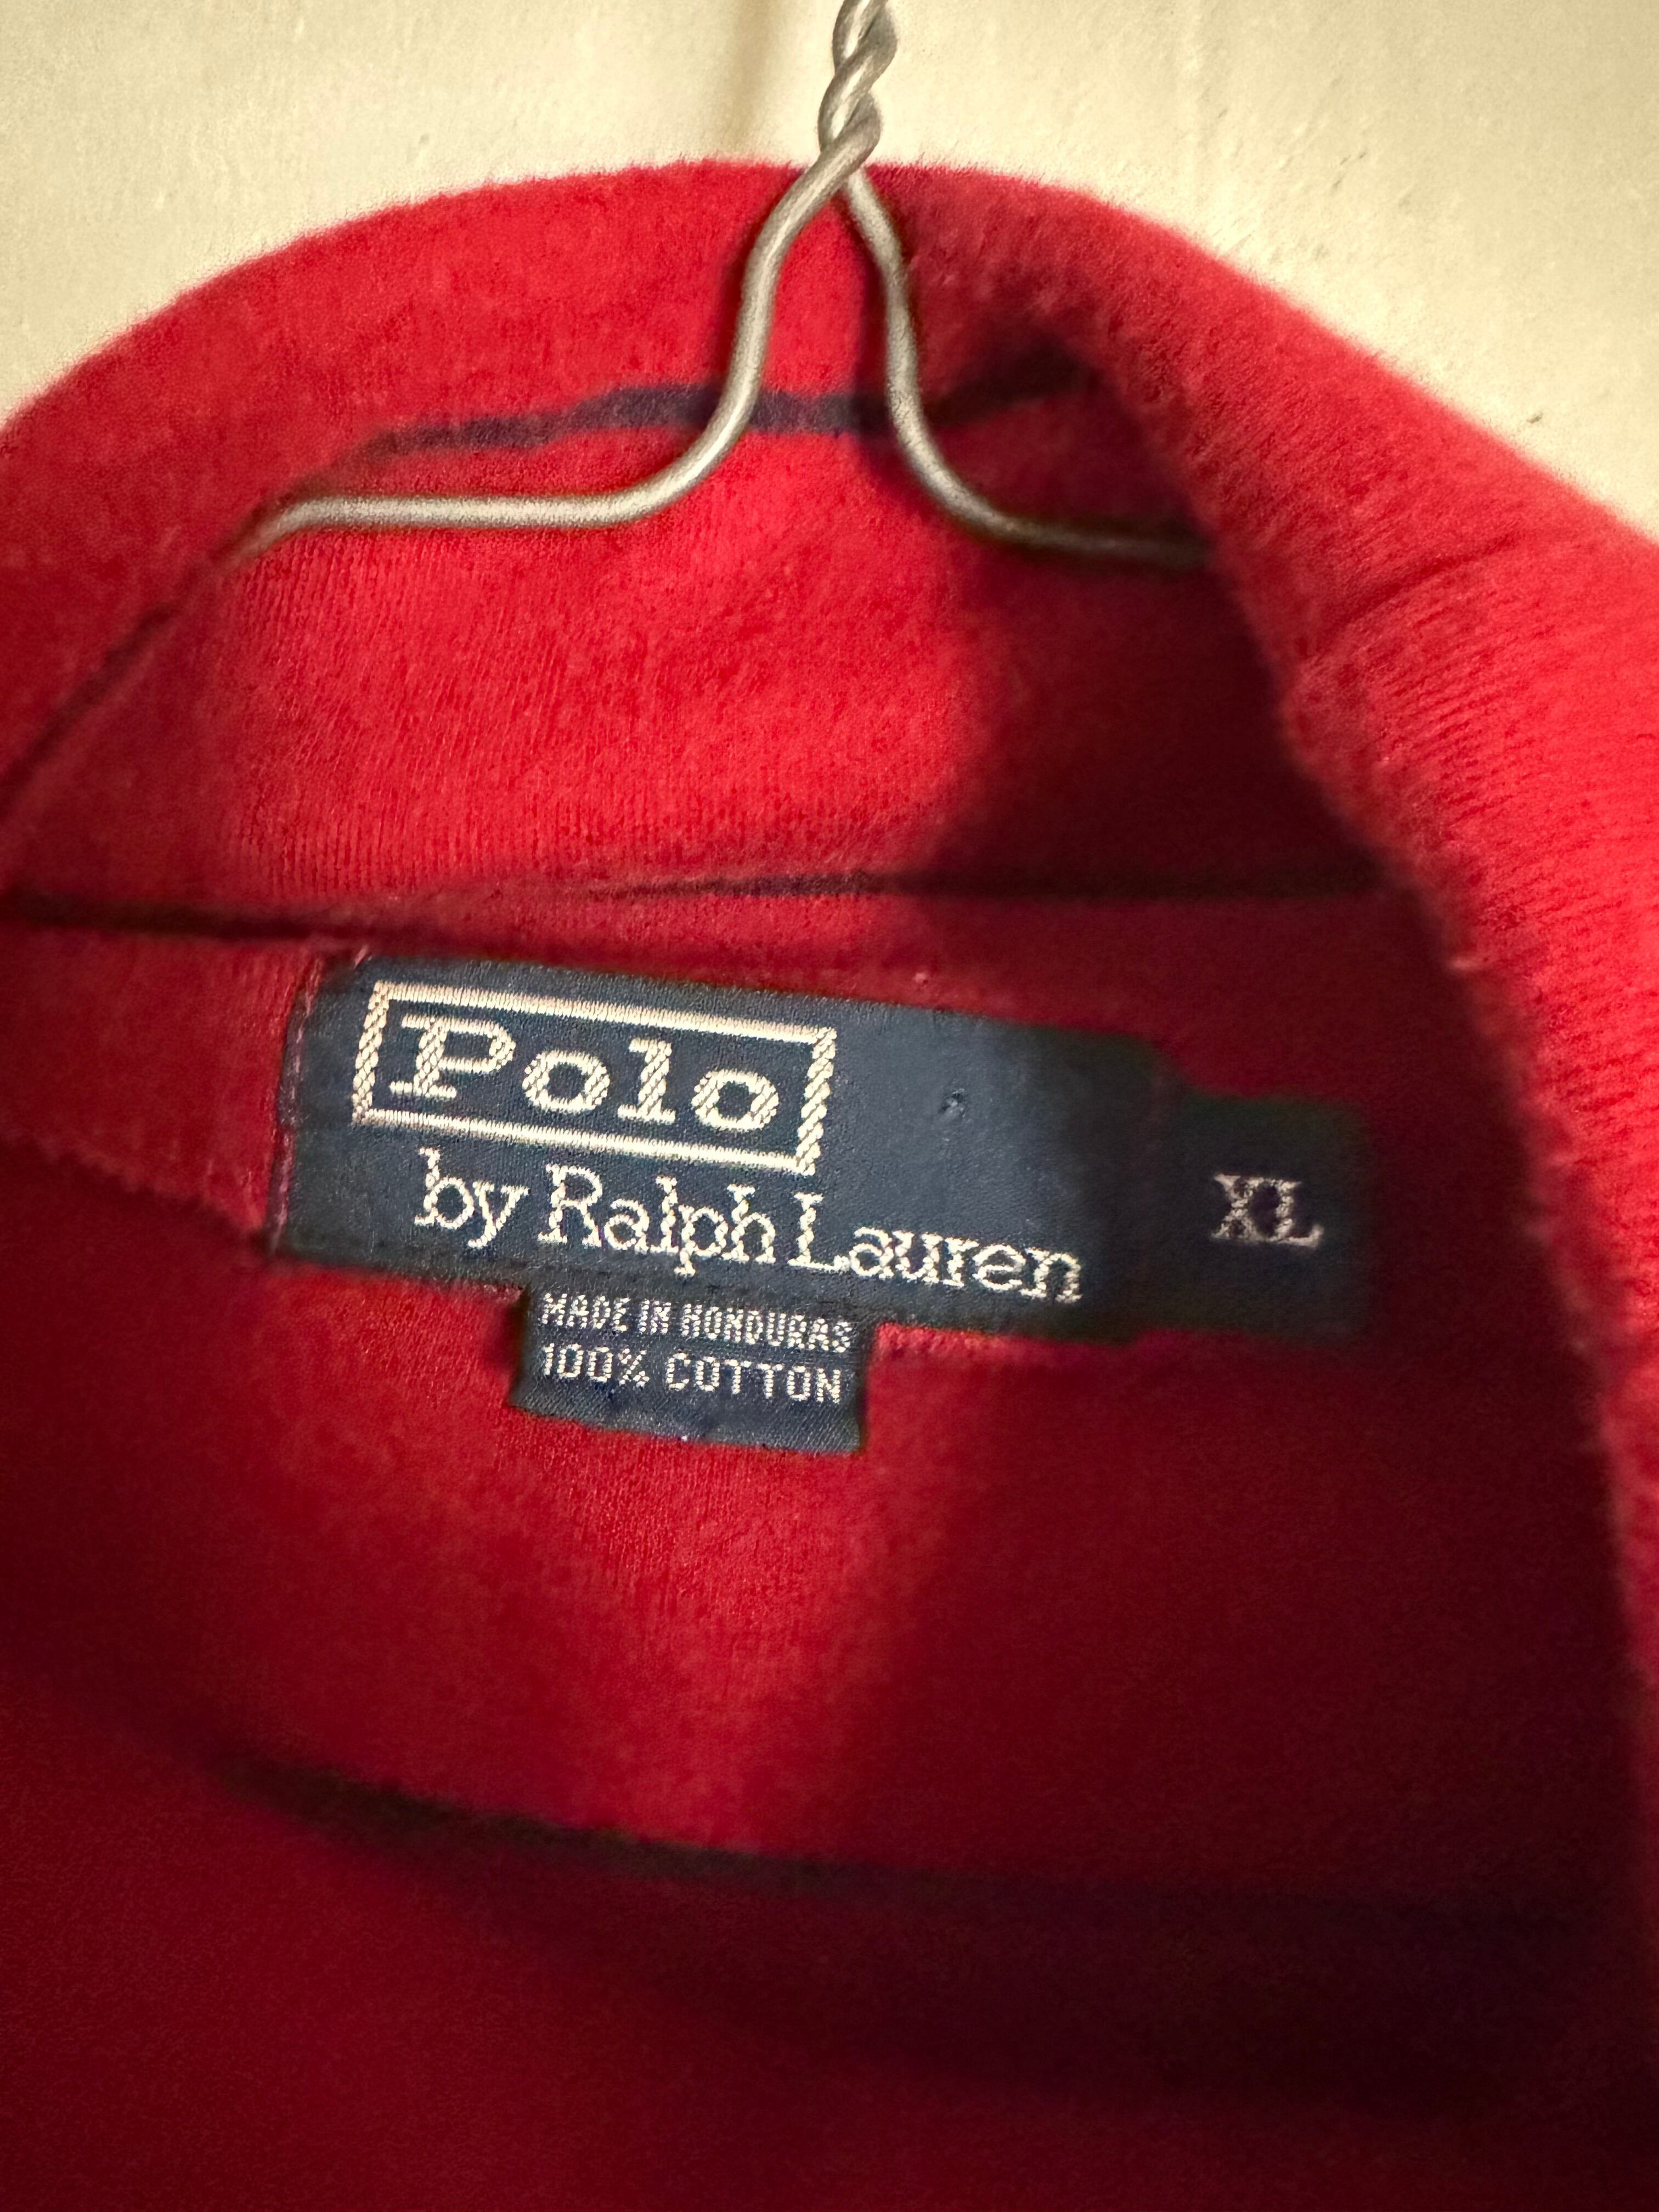 Polo
by Ralph Lauren
XL
MADE IN HONDURAS
100% COTTON